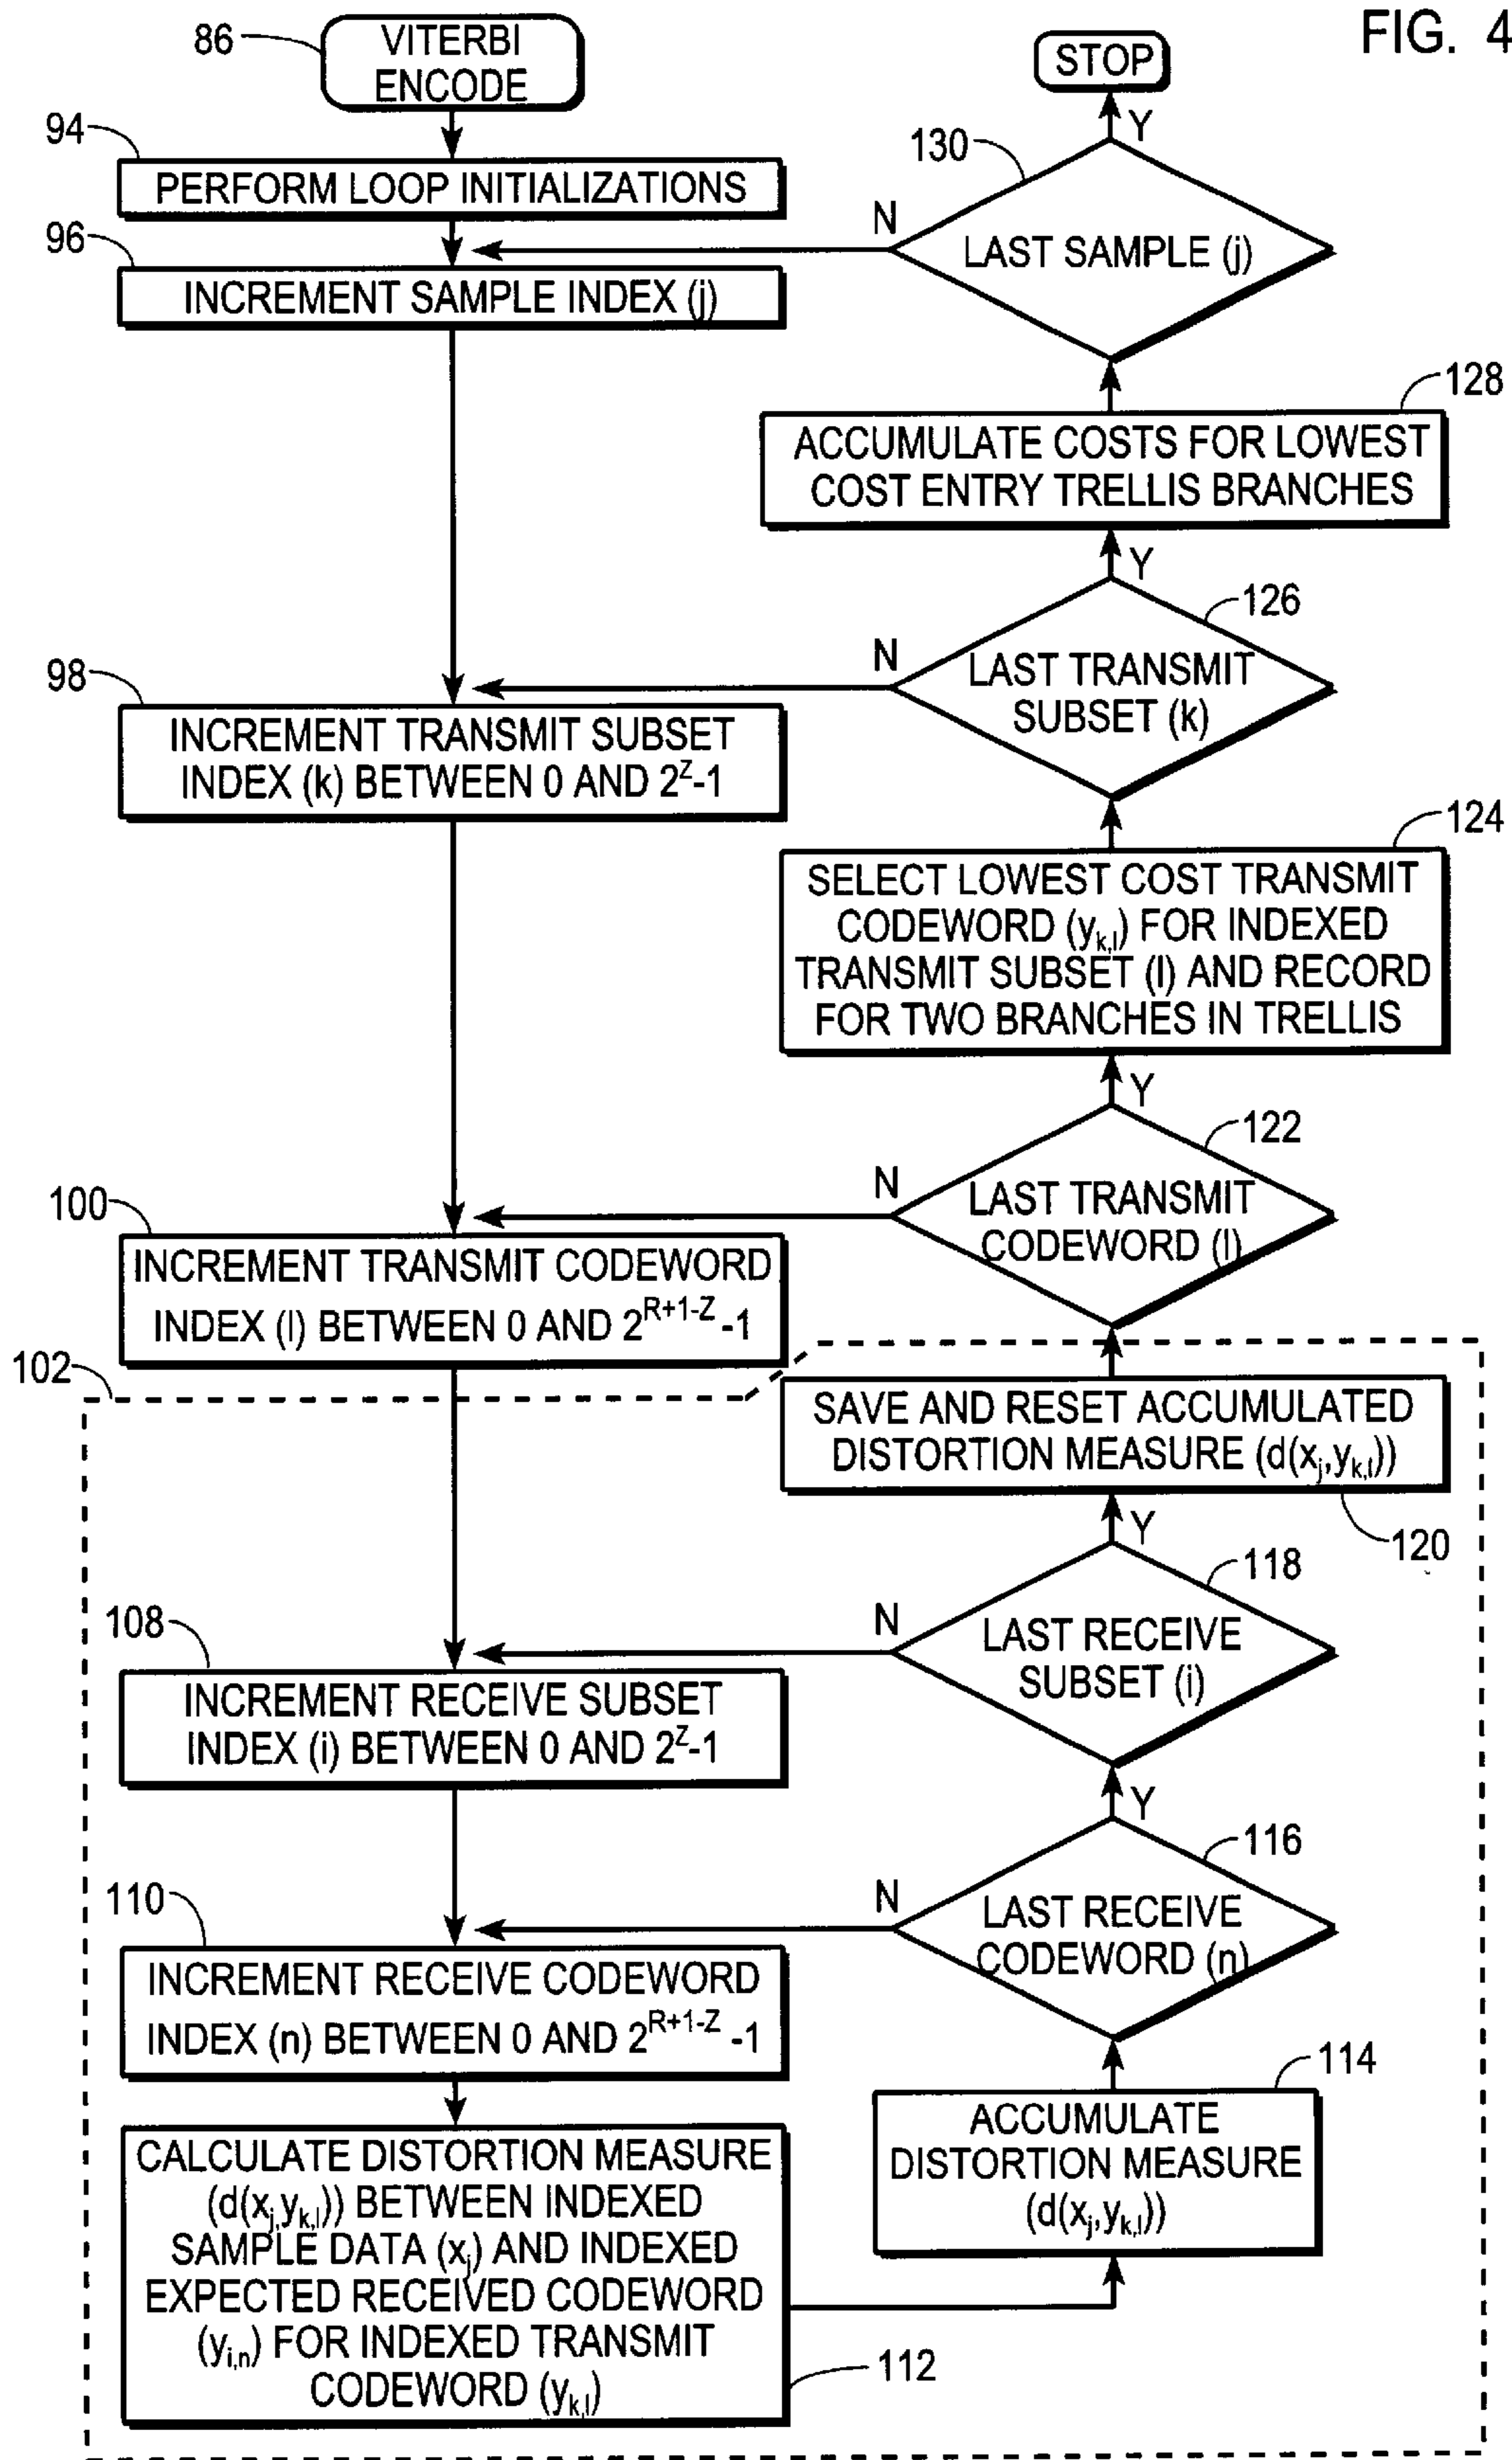 FIG. 4
86
VITERBI
ENCODE
94
PERFORM LOOP INITIALIZATIONS
96
INCREMENT SAMPLE INDEX (j)
98
INCREMENT TRANSMIT SUBSET
INDEX (k) BETWEEN 0 AND 2^Z-1
100
INCREMENT TRANSMIT CODEWORD
INDEX (l) BETWEEN 0 AND 2^R+1-Z -1
102
108
INCREMENT RECEIVE SUBSET
INDEX (i) BETWEEN 0 AND 2^Z-1
110
INCREMENT RECEIVE CODEWORD
INDEX (n) BETWEEN 0 AND 2^R+1-Z -1
CALCULATE DISTORTION MEASURE
(d(x_j,y_k,l)) BETWEEN INDEXED
SAMPLE DATA (x_j) AND INDEXED
EXPECTED RECEIVED CODEWORD
(y_i,n) FOR INDEXED TRANSMIT
CODEWORD (y_k,l)
112
114
ACCUMULATE
DISTORTION MEASURE
(d(x_j,y_k,l))
116
LAST RECEIVE
CODEWORD (n)
N
Y
118
LAST RECEIVE
SUBSET (i)
N
Y
120
SAVE AND RESET ACCUMULATED
DISTORTION MEASURE (d(x_j,y_k,l))
122
LAST TRANSMIT
CODEWORD (l)
N
Y
124
SELECT LOWEST COST TRANSMIT
CODEWORD (y_k,l) FOR INDEXED
TRANSMIT SUBSET (l) AND RECORD
FOR TWO BRANCHES IN TRELLIS
126
LAST TRANSMIT
SUBSET (k)
N
Y
128
ACCUMULATE COSTS FOR LOWEST
COST ENTRY TRELLIS BRANCHES
130
LAST SAMPLE (j)
N
Y
STOP